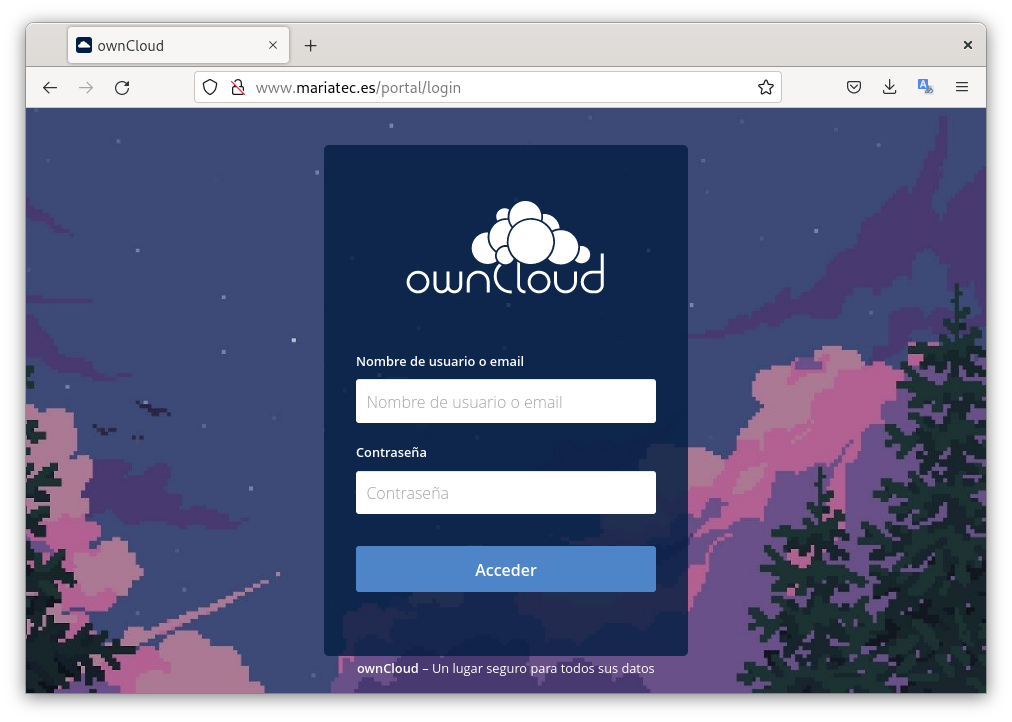 ownCloud
www.mariatec.es/portal/login
ownCloud
Nombre de usuario o email
Nombre de usuario o email
Contraseña
Contraseña
Acceder
ownCloud – Un lugar seguro para todos sus datos